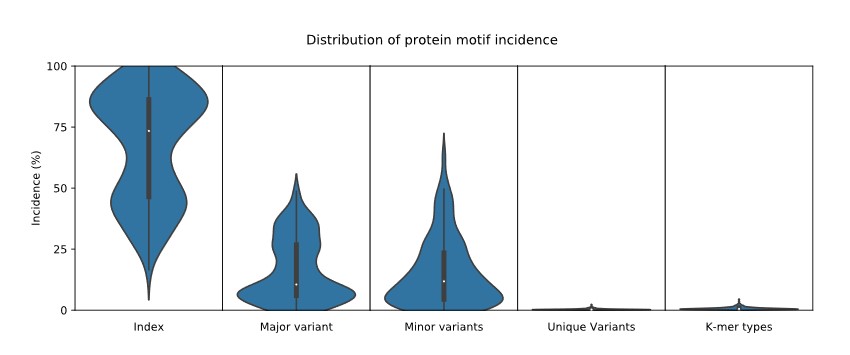 Distribution of protein motif incidence
100
75
50
25
0
Incidence (%)
Index
Major variant
Minor variants
Unique Variants
K-mer types